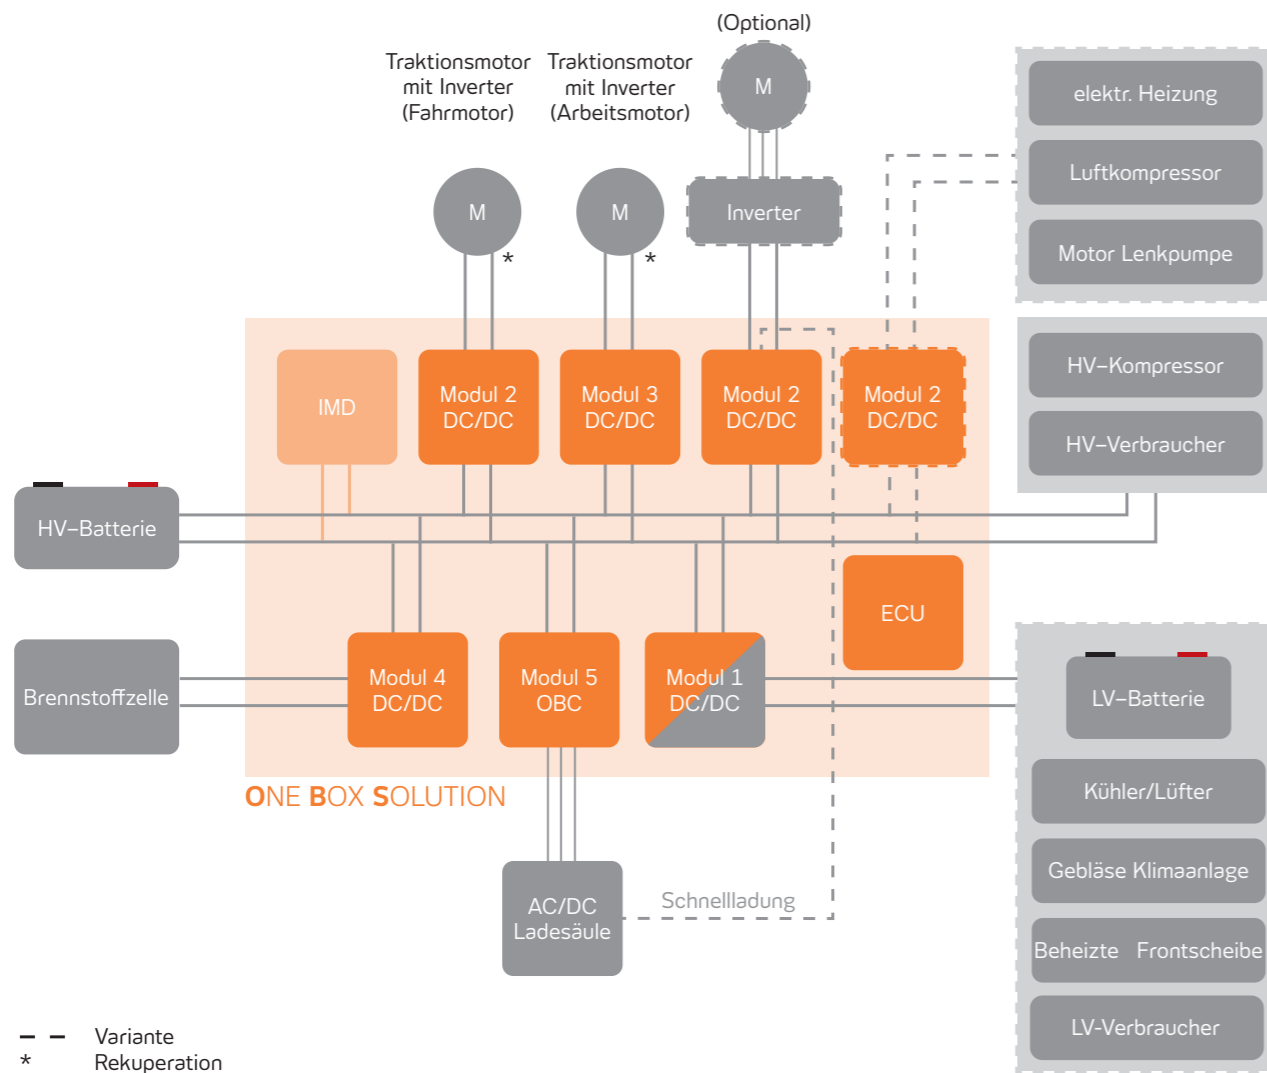 (Optional)
Traktionsmotor
mit Inverter
(Fahrmotor)
Traktionsmotor
mit Inverter
(Arbeitsmotor)
M
elektr. Heizung
Luftkompressor
Motor Lenkpumpe
M
*
M
*
Inverter
IMD
Modul 2
DC/DC
Modul 3
DC/DC
Modul 2
DC/DC
Modul 2
DC/DC
HV–Kompressor
HV–Verbraucher
HV–Batterie
ECU
Brennstoffzelle
Modul 4
DC/DC
Modul 5
OBC
Modul 1
DC/DC
LV–Batterie
Kühler/Lüfter
Gebläse Klimaanlage
Beheizte Frontscheibe
LV-Verbraucher
ONE BOX SOLUTION
AC/DC
Ladesäule
Schnellladung
– – Variante
* Rekuperation